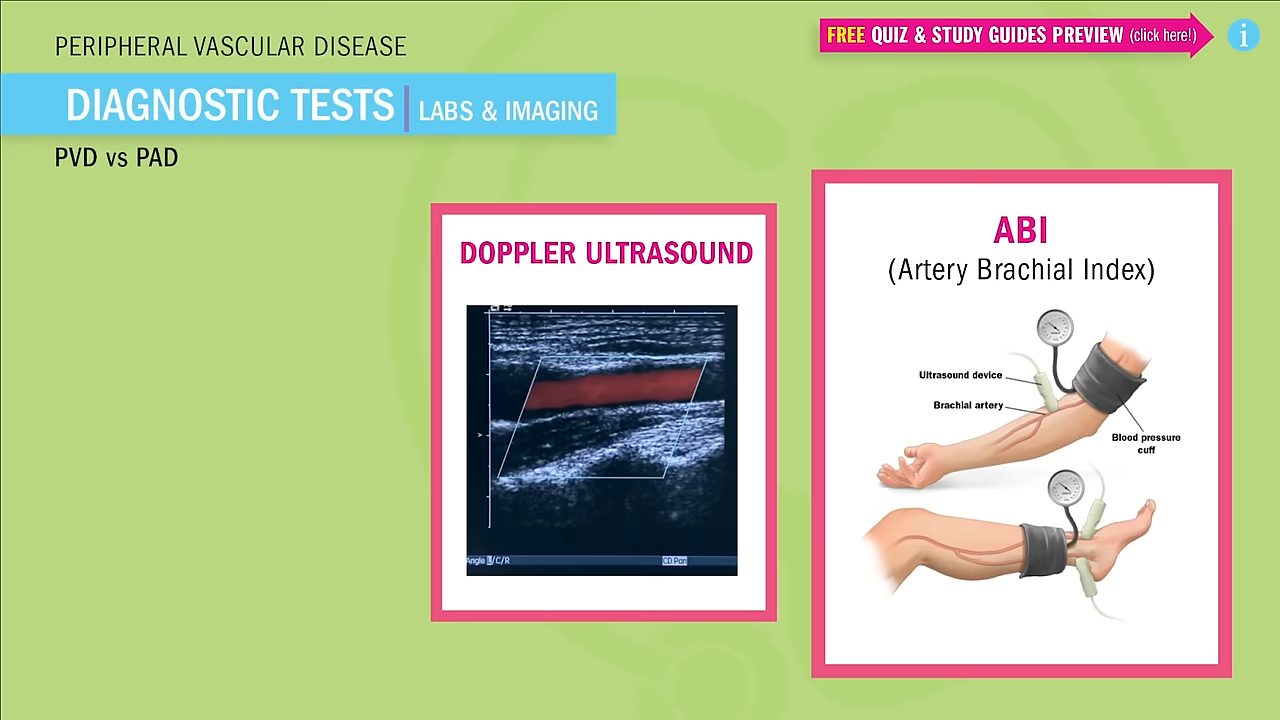 PERIPHERAL VASCULAR DISEASE
FREE QUIZ & STUDY GUIDES PREVIEW (click here!)
i
DIAGNOSTIC TESTS | LABS & IMAGING
PVD vs PAD
DOPPLER ULTRASOUND
Angle L/C/R
CD Pan
ABI
(Artery Brachial Index)
Ultrasound device
Brachial artery
Blood pressure
cuff